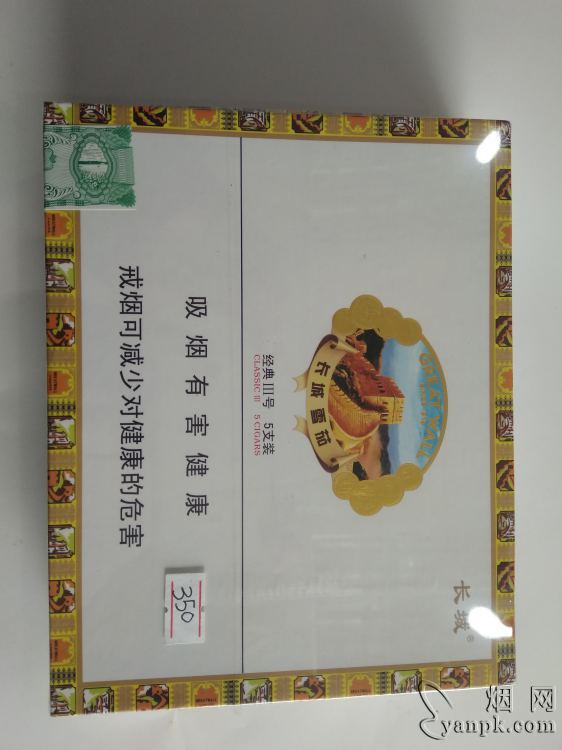 GREAT WALL
长城雪茄
长城®
经典III号 5支装
CLASSIC III 5 CIGARS
吸烟有害健康
戒烟可减少对健康的危害
350
烟网
yanpk.com